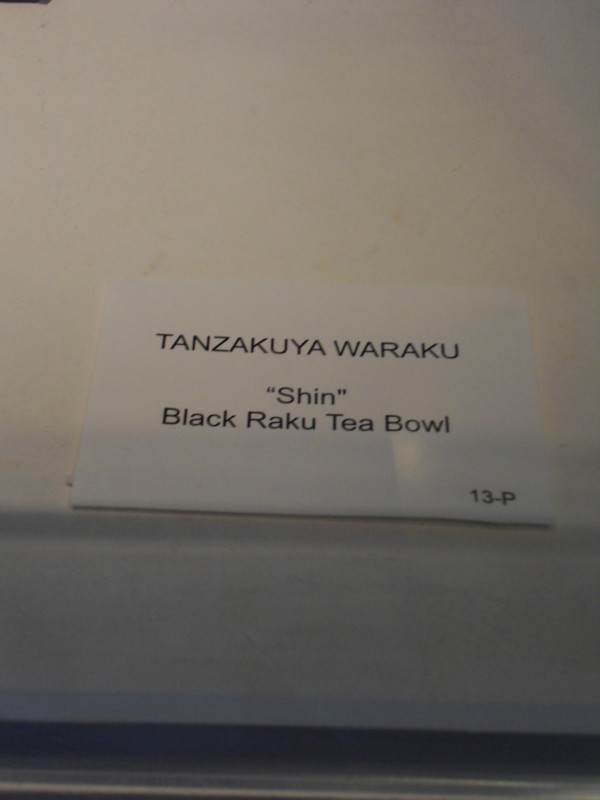 TANZAKUYA WARAKU
“Shin"
Black Raku Tea Bowl
13-P